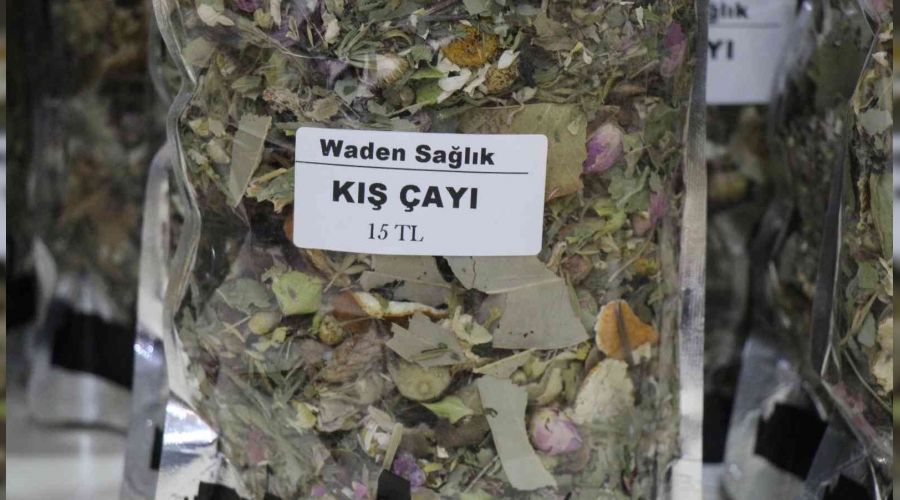 Waden Sağlık
KIŞ ÇAYI
15 TL